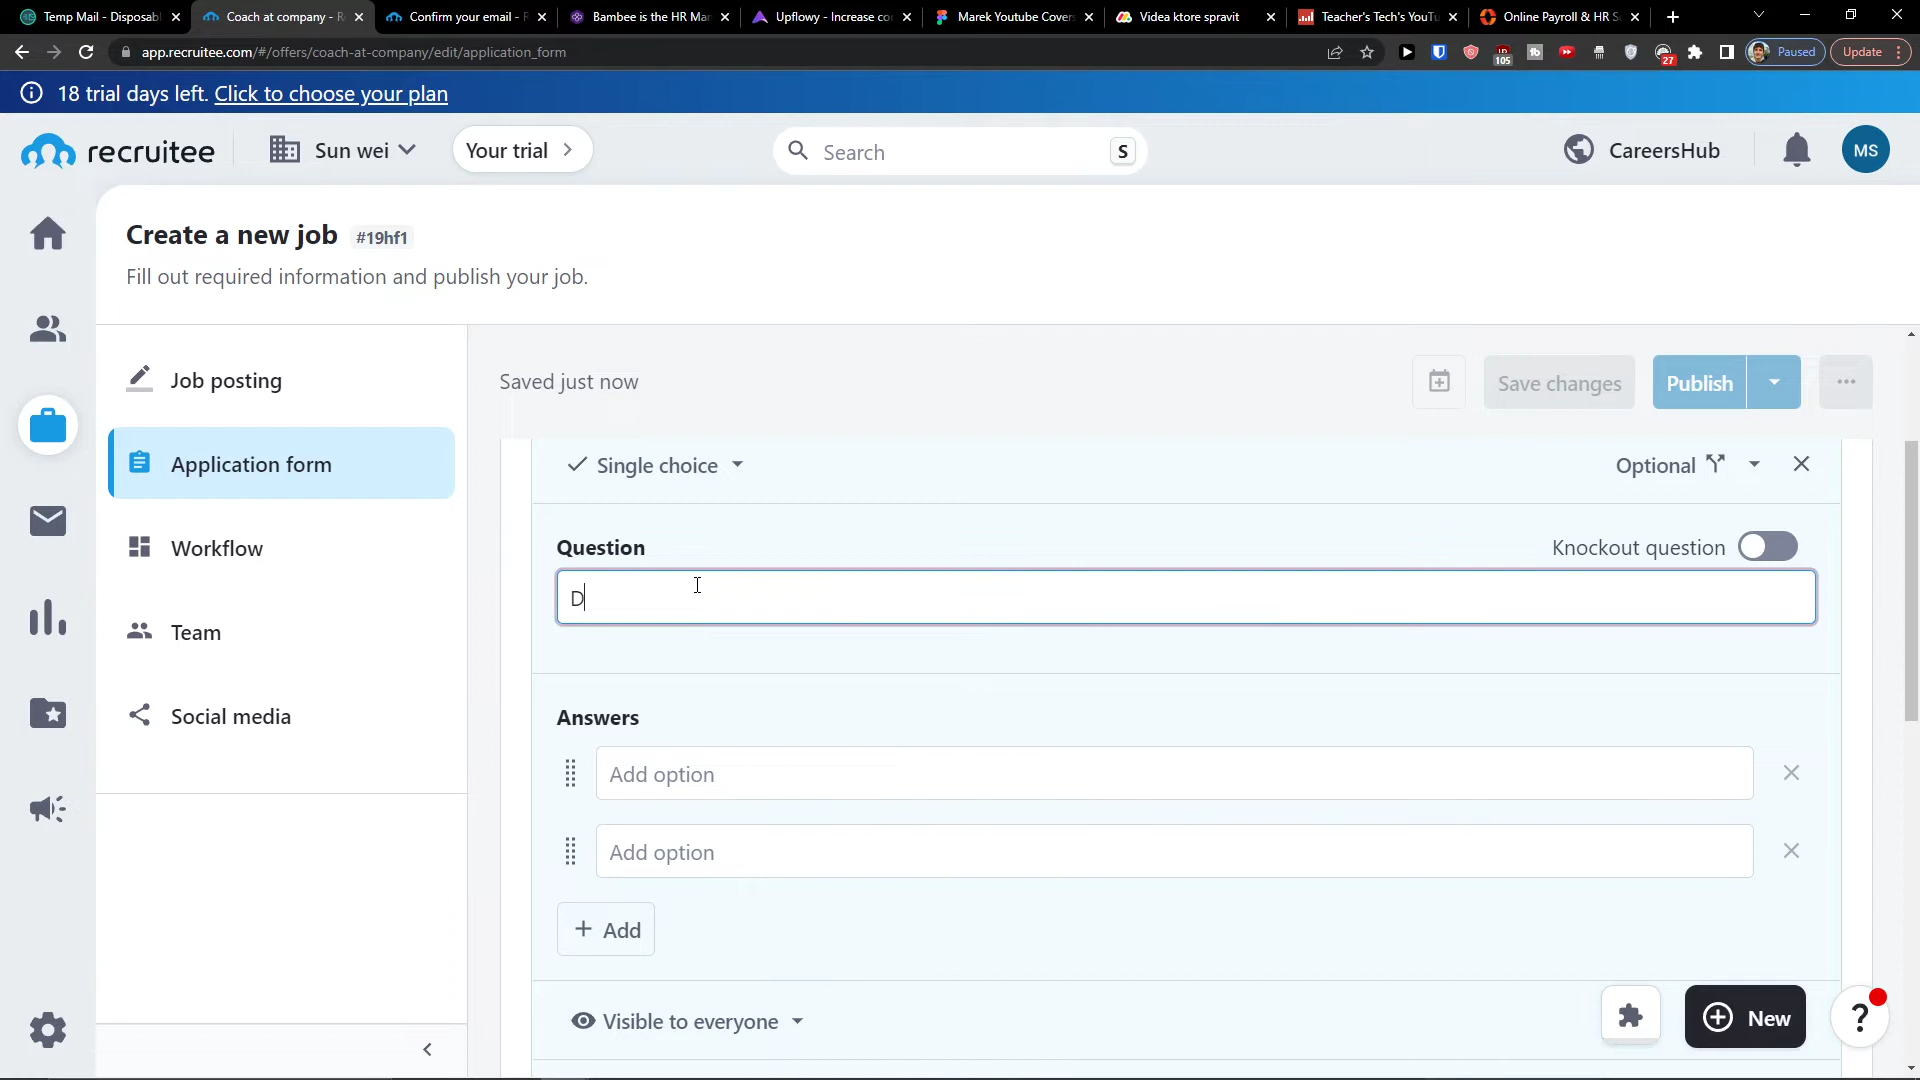 Temp Mail - Disposabl
Coach at company - R
Confirm your email - R
Bambee is the HR Mar
Upflowy - Increase co
Marek Youtube Covers
Videa ktore spravit
Teacher's Tech's YouTu
Online Payroll & HR S
app.recruitee.com/#/offers/coach-at-company/edit/application_form
105
27
Paused
Update
18 trial days left. Click to choose your plan
recruitee
Sun wei
Your trial
Search
S
CareersHub
MS
Create a new job #19hf1
Fill out required information and publish your job.
Job posting
Application form
Workflow
Team
Social media
Saved just now
Save changes
Publish
Single choice
Optional
Question
Knockout question
D
Answers
Add option
Add option
+ Add
Visible to everyone
New
?